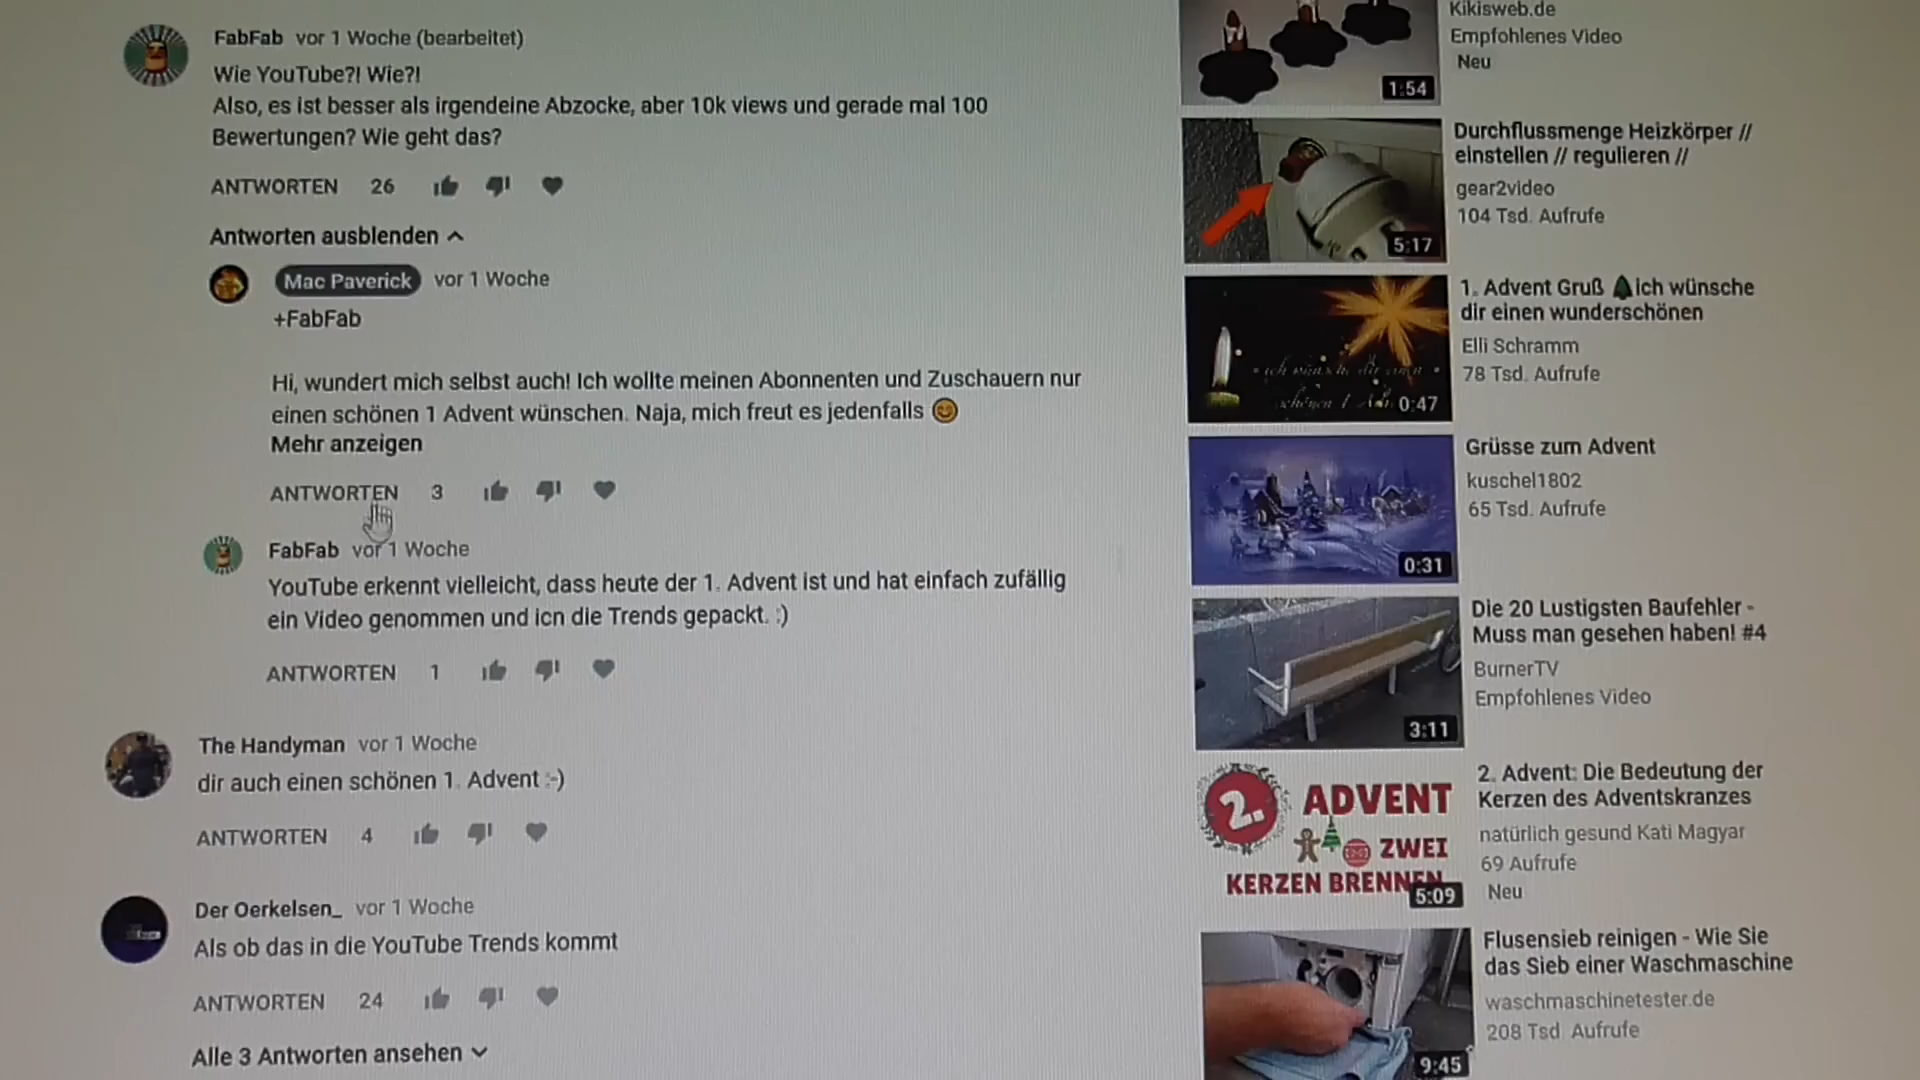 FabFab vor 1 Woche (bearbeitet)
Wie YouTube?! Wie?!
Also, es ist besser als irgendeine Abzocke, aber 10k views und gerade mal 100
Bewertungen? Wie geht das?
ANTWORTEN 26
Antworten ausblenden
Mac Paverick vor 1 Woche
+FabFab
Hi, wundert mich selbst auch! Ich wollte meinen Abonnenten und Zuschauern nur
einen schönen 1 Advent wünschen. Naja, mich freut es jedenfalls 😊
Mehr anzeigen
ANTWORTEN 3
FabFab vor 1 Woche
YouTube erkennt vielleicht, dass heute der 1. Advent ist und hat einfach zufällig
ein Video genommen und icn die Trends gepackt. :)
ANTWORTEN 1
The Handyman vor 1 Woche
dir auch einen schönen 1. Advent :-)
ANTWORTEN 4
Der Oerkelsen_ vor 1 Woche
Als ob das in die YouTube Trends kommt
ANTWORTEN 24
Alle 3 Antworten ansehen
Kikisweb.de
Empfohlenes Video
Neu
1:54
Durchflussmenge Heizkörper //
einstellen // regulieren //
gear2video
104 Tsd. Aufrufe
5:17
1. Advent Gruß 🌲ich wünsche
dir einen wunderschönen
Elli Schramm
78 Tsd. Aufrufe
0:47
Grüsse zum Advent
kuschel1802
65 Tsd. Aufrufe
0:31
Die 20 Lustigsten Baufehler -
Muss man gesehen haben! #4
BurnerTV
Empfohlenes Video
3:11
2. ADVENT
ZWEI
KERZEN BRENNEN
5:09
2. Advent: Die Bedeutung der
Kerzen des Adventskranzes
natürlich gesund Kati Magyar
69 Aufrufe
Neu
Flusensieb reinigen - Wie Sie
das Sieb einer Waschmaschine
waschmaschinetester.de
208 Tsd. Aufrufe
9:45